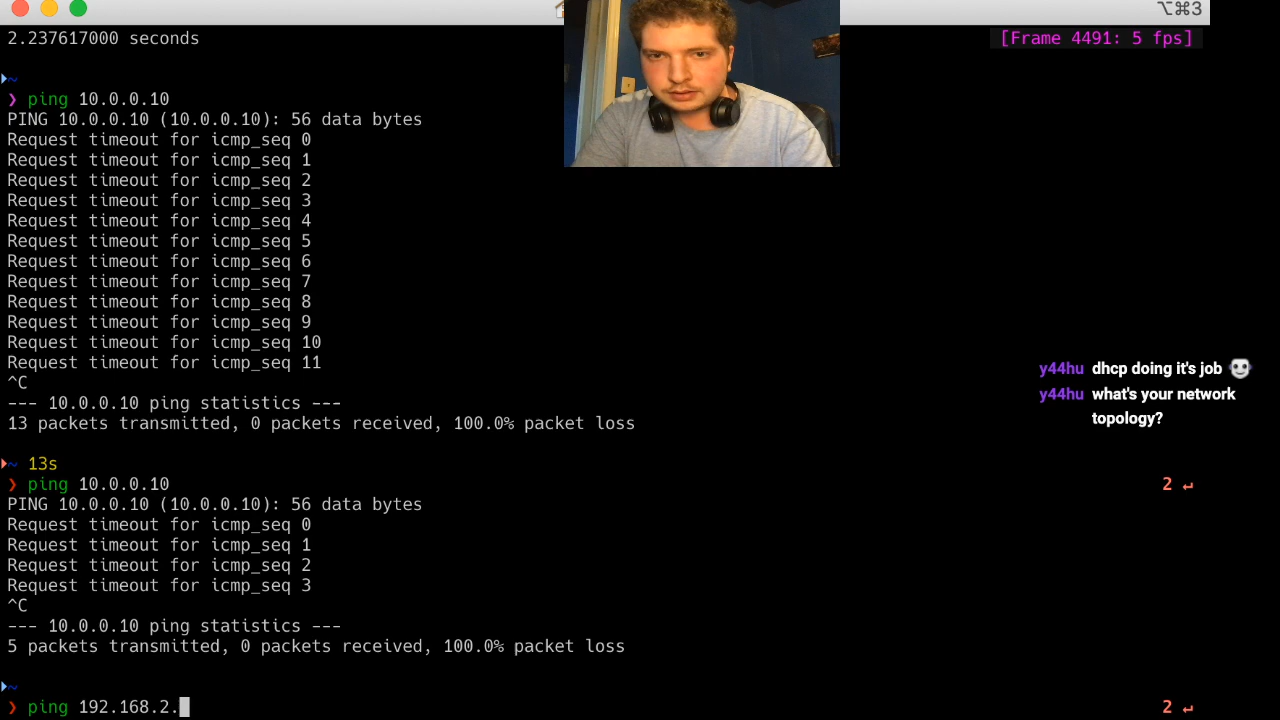 ⌥⌘3
2.237617000 seconds
[Frame 4491: 5 fps]
~
❯ ping 10.0.0.10
PING 10.0.0.10 (10.0.0.10): 56 data bytes
Request timeout for icmp_seq 0
Request timeout for icmp_seq 1
Request timeout for icmp_seq 2
Request timeout for icmp_seq 3
Request timeout for icmp_seq 4
Request timeout for icmp_seq 5
Request timeout for icmp_seq 6
Request timeout for icmp_seq 7
Request timeout for icmp_seq 8
Request timeout for icmp_seq 9
Request timeout for icmp_seq 10
Request timeout for icmp_seq 11
^C
--- 10.0.0.10 ping statistics ---
13 packets transmitted, 0 packets received, 100.0% packet loss
~ 13s
❯ ping 10.0.0.10 2 ↵
PING 10.0.0.10 (10.0.0.10): 56 data bytes
Request timeout for icmp_seq 0
Request timeout for icmp_seq 1
Request timeout for icmp_seq 2
Request timeout for icmp_seq 3
^C
--- 10.0.0.10 ping statistics ---
5 packets transmitted, 0 packets received, 100.0% packet loss
~
❯ ping 192.168.2. 2 ↵
y44hu dhcp doing it's job
y44hu what's your network
topology?